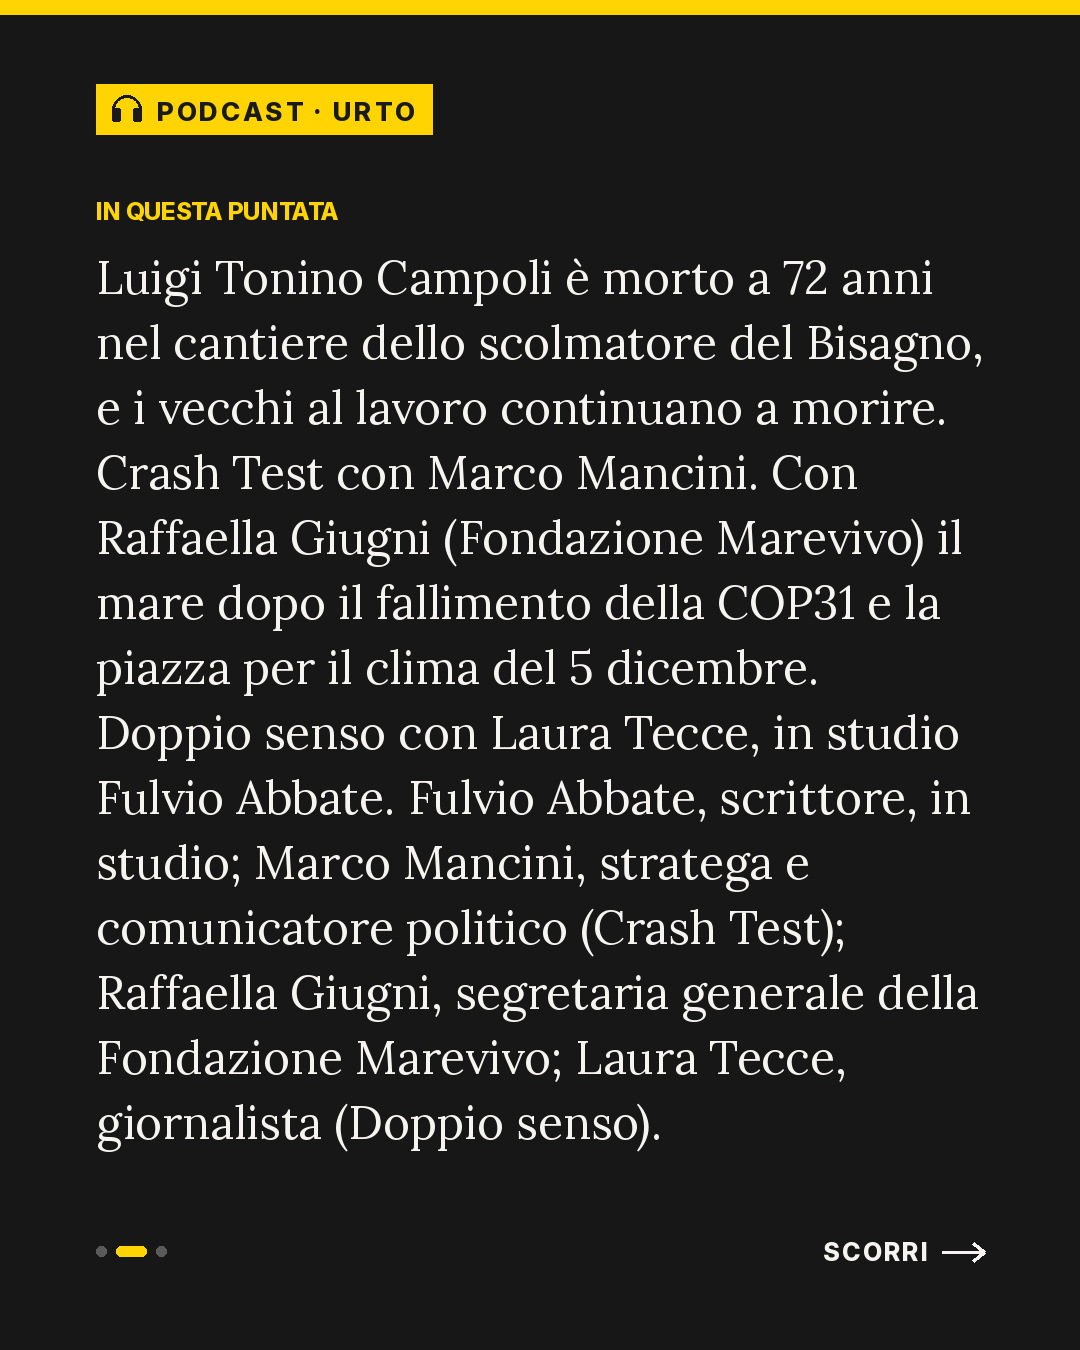 PODCAST · URTO
IN QUESTA PUNTATA
Luigi Tonino Campoli è morto a 72 anni
nel cantiere dello scolmatore del Bisagno,
e i vecchi al lavoro continuano a morire.
Crash Test con Marco Mancini. Con
Raffaella Giugni (Fondazione Marevivo) il
mare dopo il fallimento della COP31 e la
piazza per il clima del 5 dicembre.
Doppio senso con Laura Tecce, in studio
Fulvio Abbate. Fulvio Abbate, scrittore, in
studio; Marco Mancini, stratega e
comunicatore politico (Crash Test);
Raffaella Giugni, segretaria generale della
Fondazione Marevivo; Laura Tecce,
giornalista (Doppio senso).
SCORRI